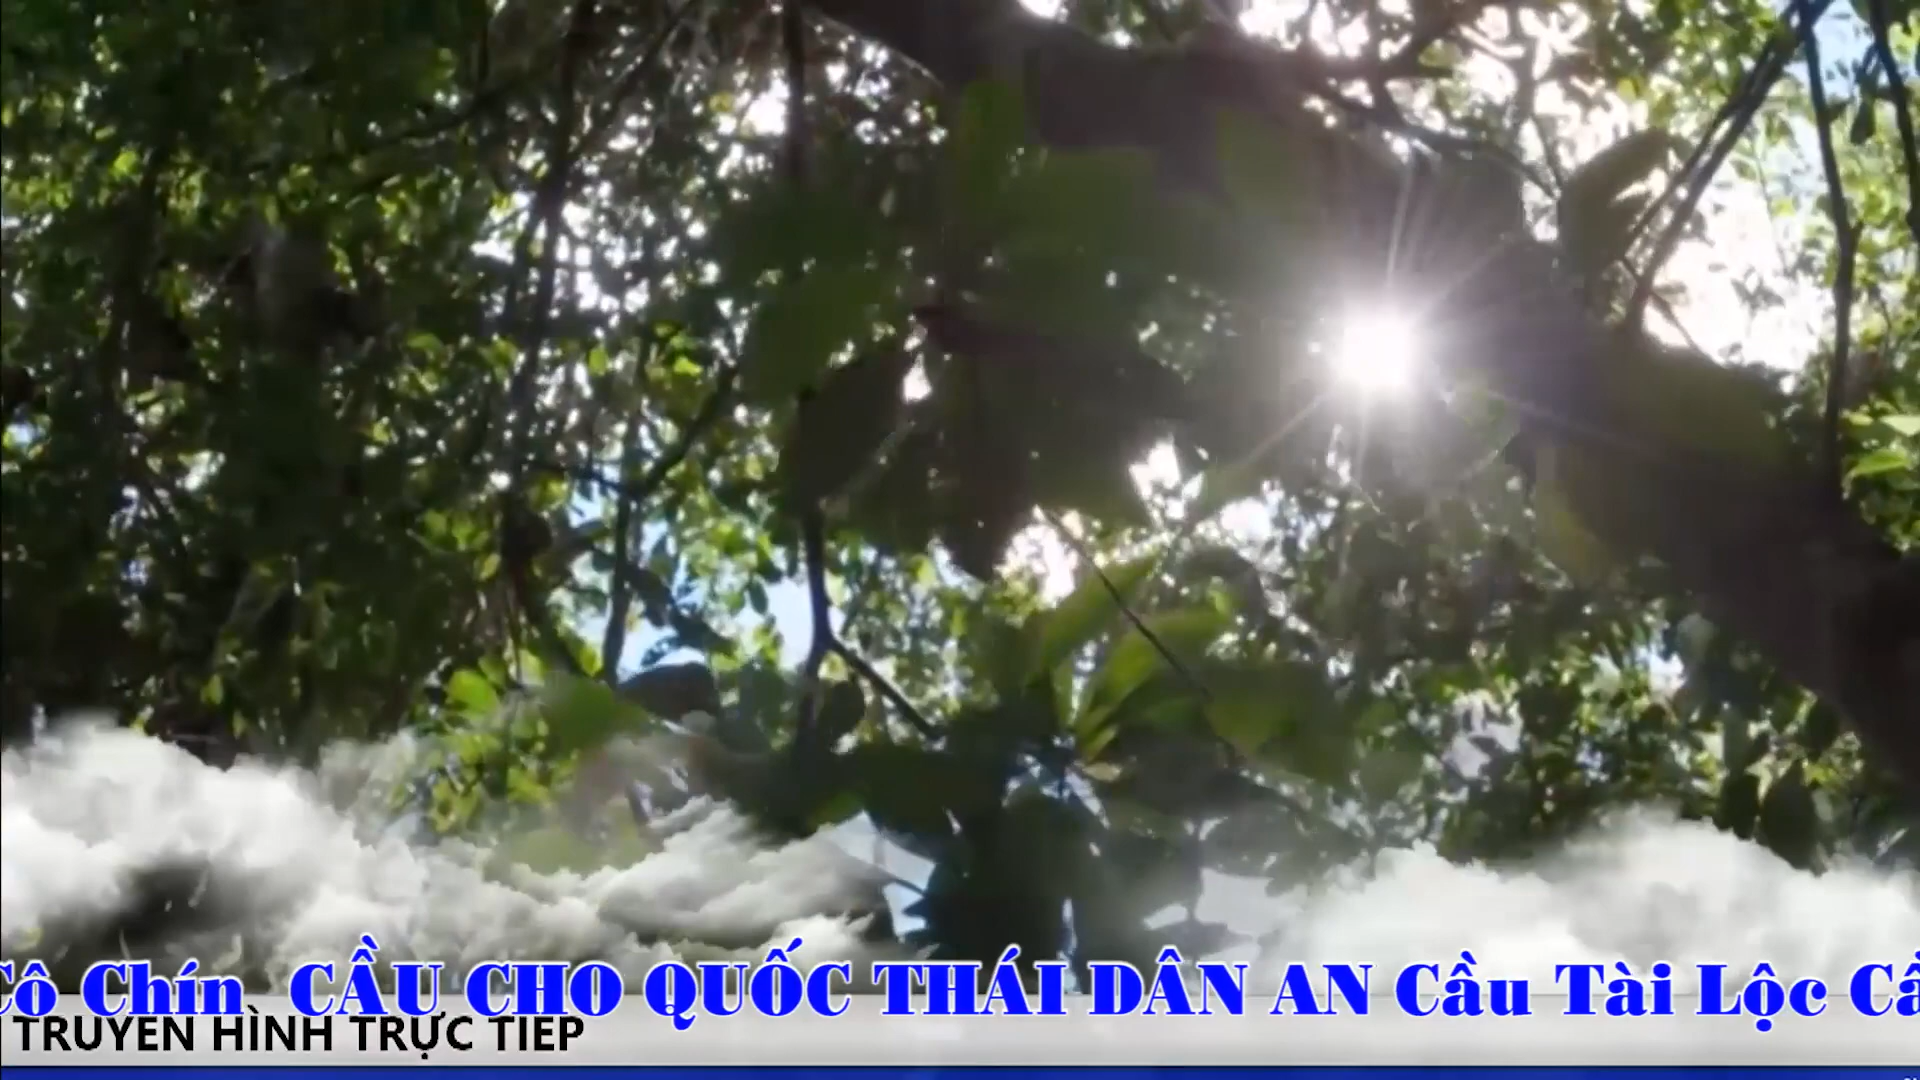 Cô Chín CẦU CHO QUỐC THÁI DÂN AN Cầu Tài Lộc
TRUYEN HÌNH TRỰC TIEP